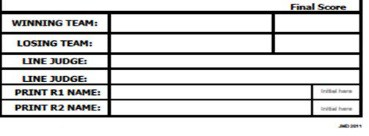 Final Score
WINNING TEAM:
LOSING TEAM:
LINE JUDGE:
LINE JUDGE:
PRINT R1 NAME: Initial here
PRINT R2 NAME: Initial here
JMD 2011